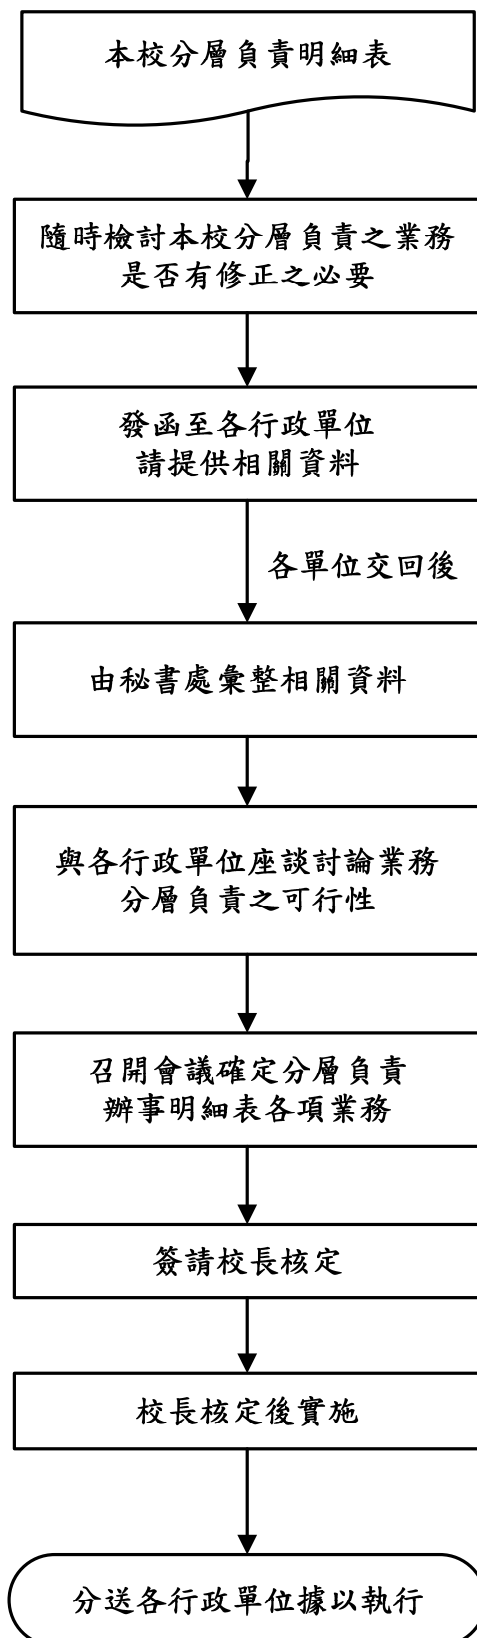 本校分層負責明細表
隨時檢討本校分層負責之業務
是否有修正之必要
發函至各行政單位
請提供相關資料
各單位交回後
由秘書處彙整相關資料
與各行政單位座談討論業務
分層負責之可行性
召開會議確定分層負責
辦事明細表各項業務
簽請校長核定
校長核定後實施
分送各行政單位據以執行